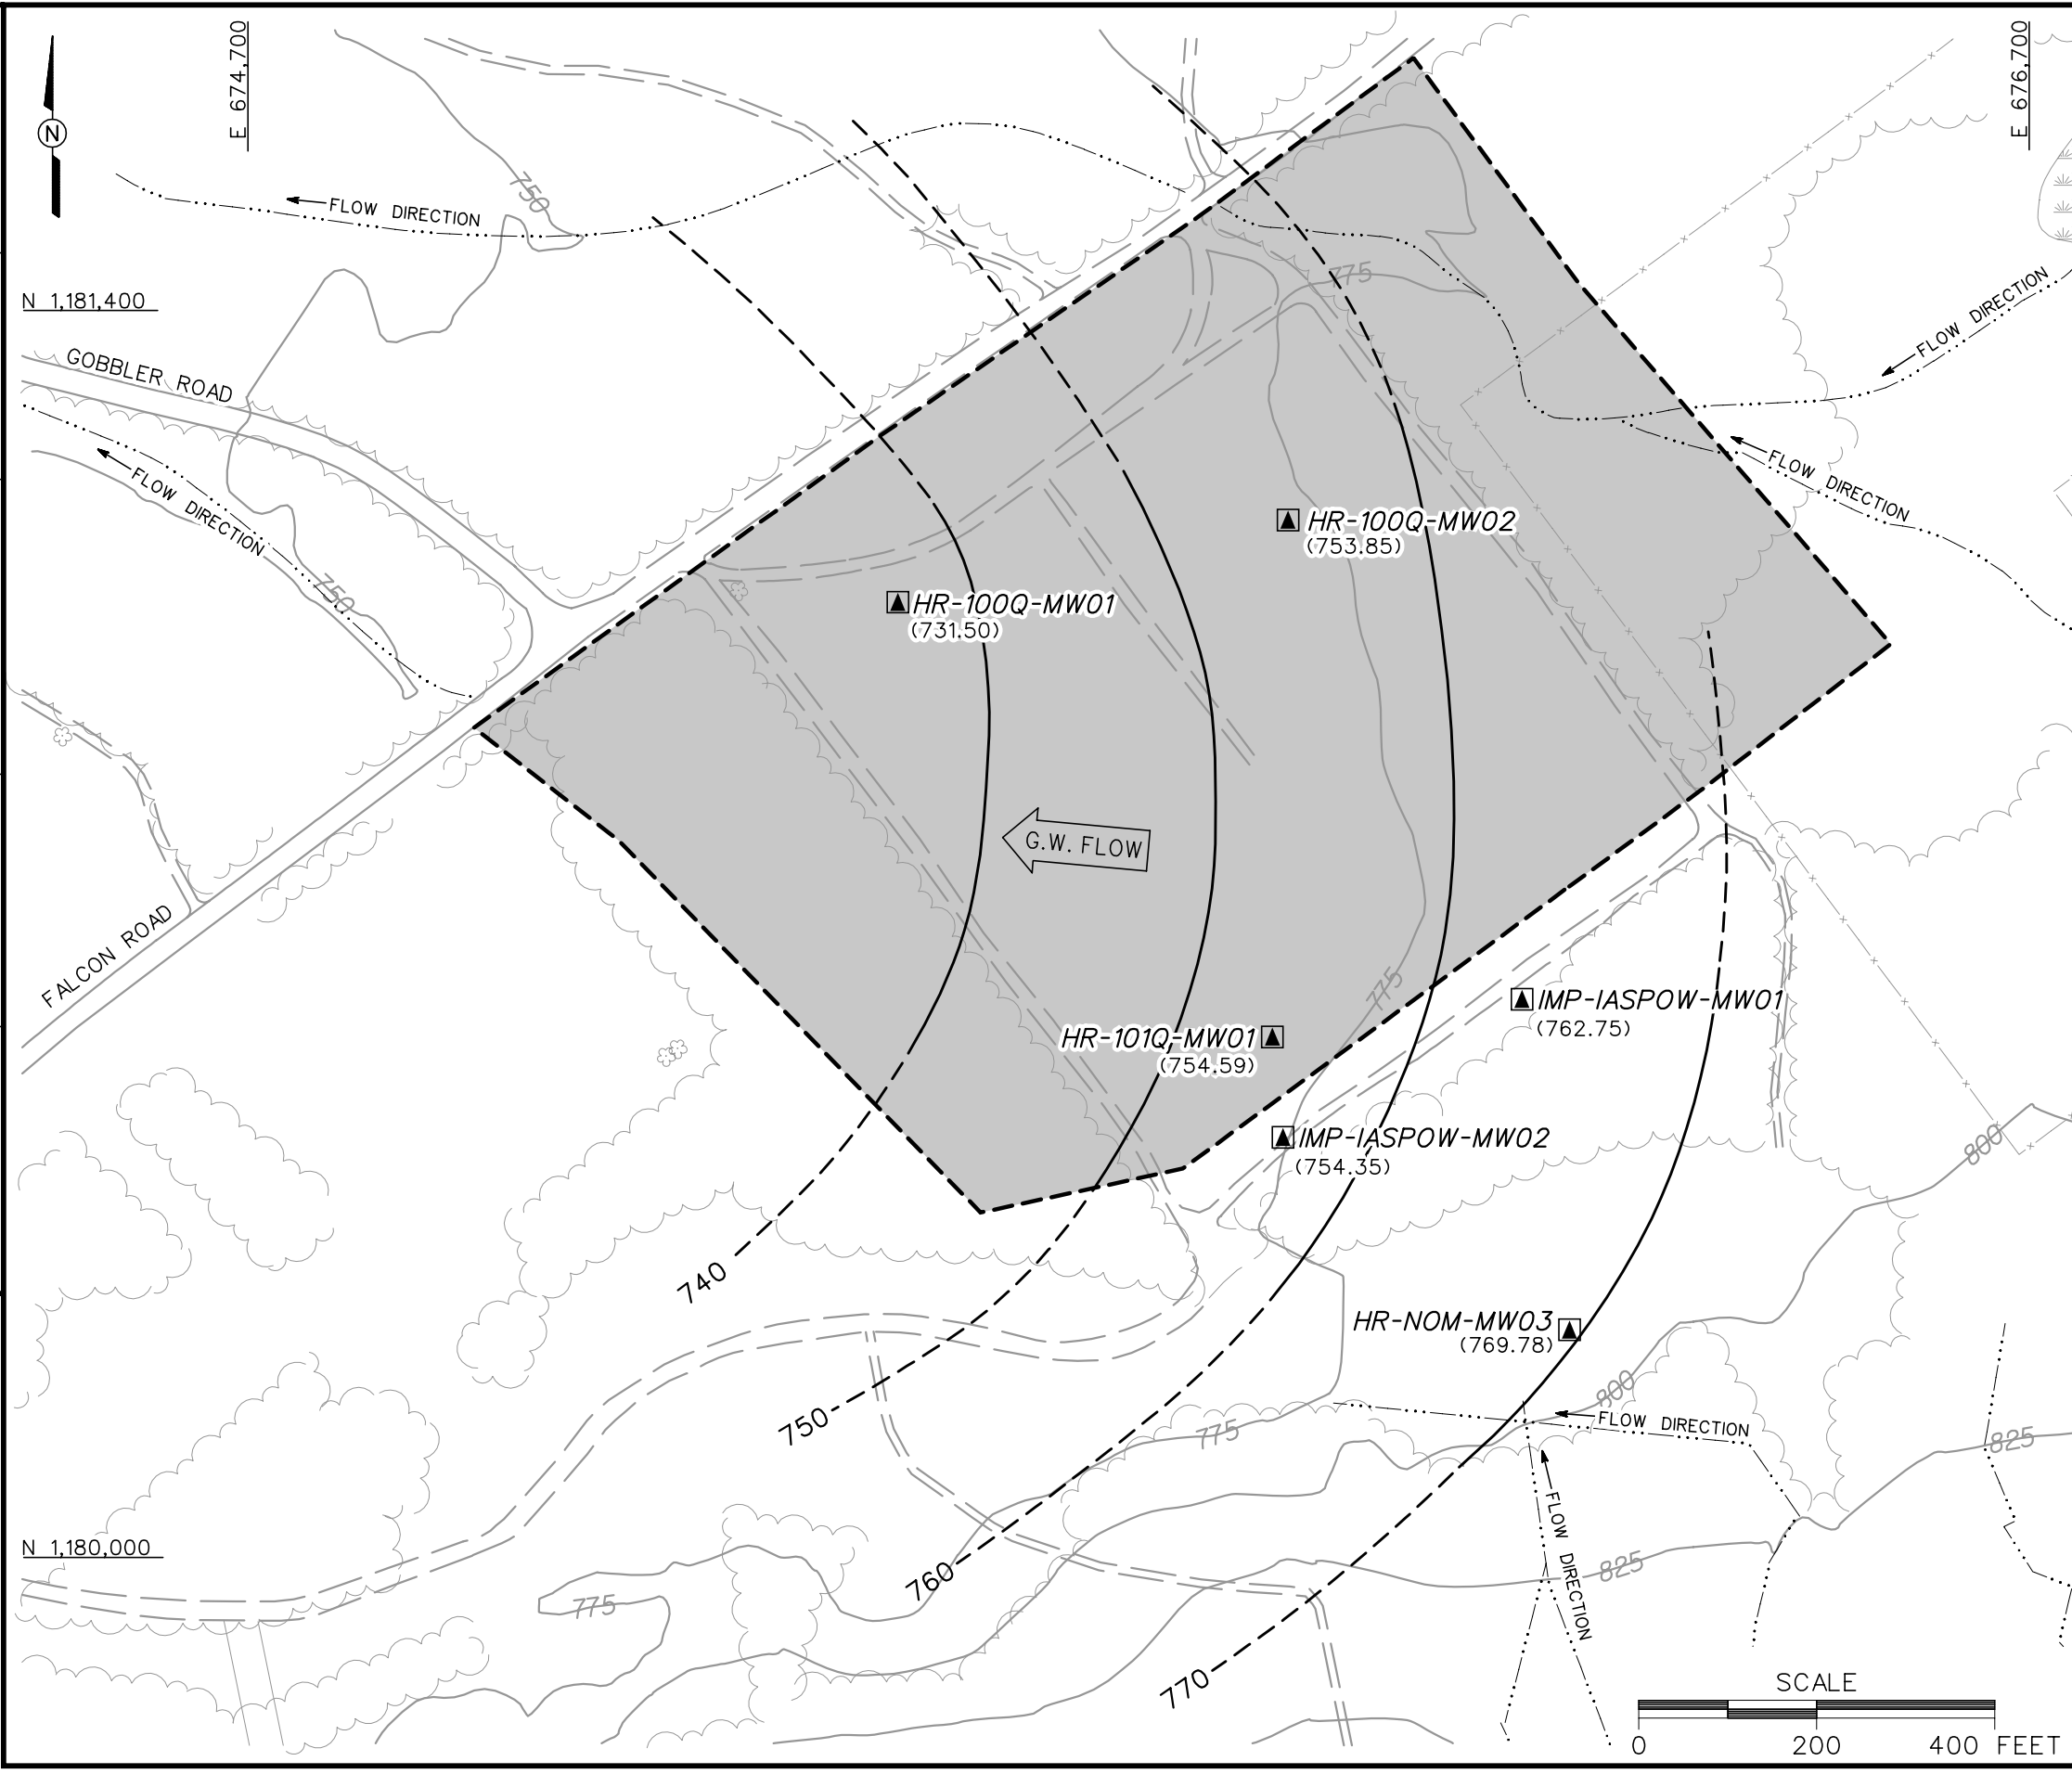 E 674,700
E 676,700
N
750
FLOW DIRECTION
775
FLOW DIRECTION
N 1,181,400
GOBBLER ROAD
FLOW DIRECTION
FLOW DIRECTION
HR-100Q-MW02
(753.85)
750
HR-100Q-MW01
(731.50)
G.W. FLOW
FALCON ROAD
775
IMP-IASPOW-MW01
(762.75)
HR-101Q-MW01
(754.59)
IMP-IASPOW-MW02
(754.35)
800
740
HR-NOM-MW03
(769.78)
800
750
775
FLOW DIRECTION
825
N 1,180,000
760
FLOW DIRECTION
825
775
770
SCALE
0 200 400 FEET